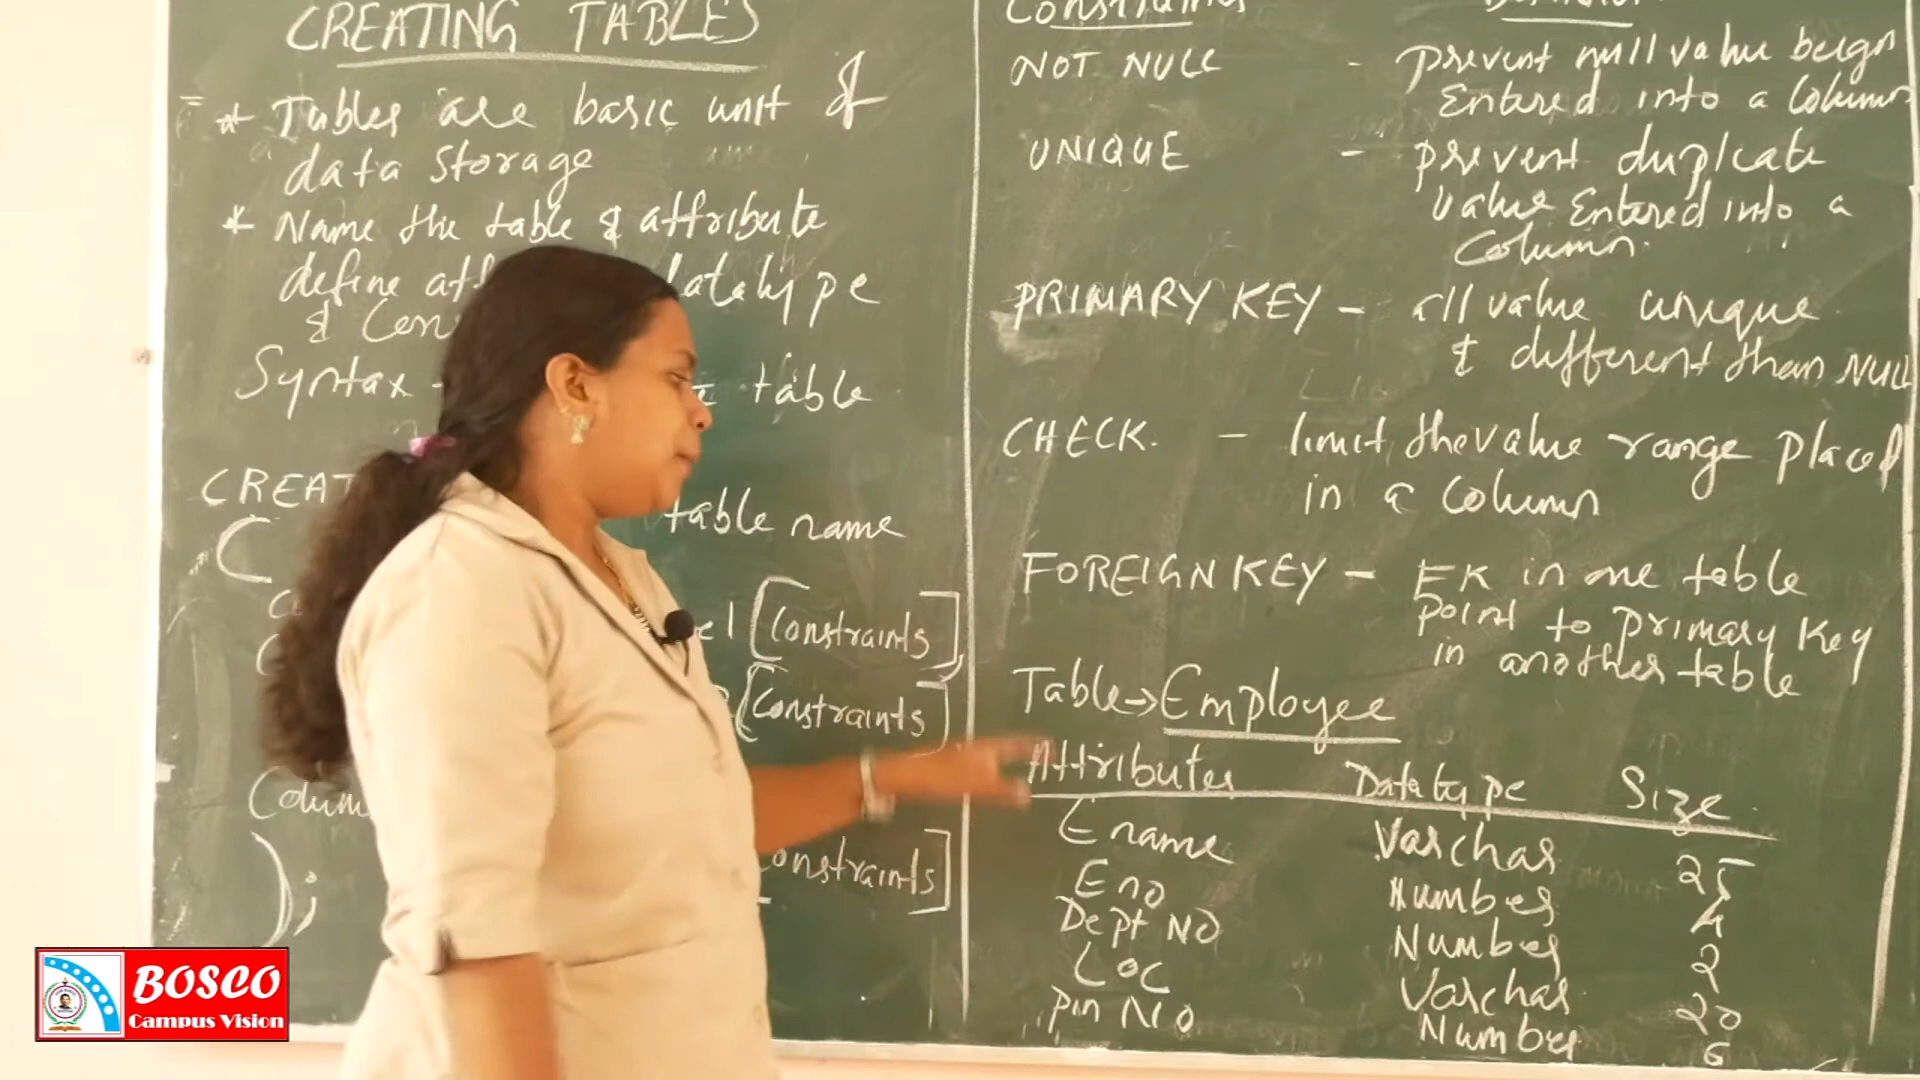 CREATING TABLES
* Tables are basic unit of
data storage
* Name the table & attribute
define datatype
&
Syntax - table
CREAT table name
(
[Constraints],
[Constraints]
Colum
onstraints]
);
Constraints
NOT NULL - prevent null value beign
Entered into a Column
UNIQUE - prevent duplicate
value Entered into a
Column.
PRIMARY KEY - all value unique
& different than NULL
CHECK. - limit the value range placed
in a Column
FOREIGN KEY - FK in one table
point to primary key
in another table
Table → Employee
Attributes Datatype Size
Ename Varchar 25
Eno Number 4
Dept NO Number 2
LOC Varchar 20
Pin NO Number 6
BOSCO
Campus Vision